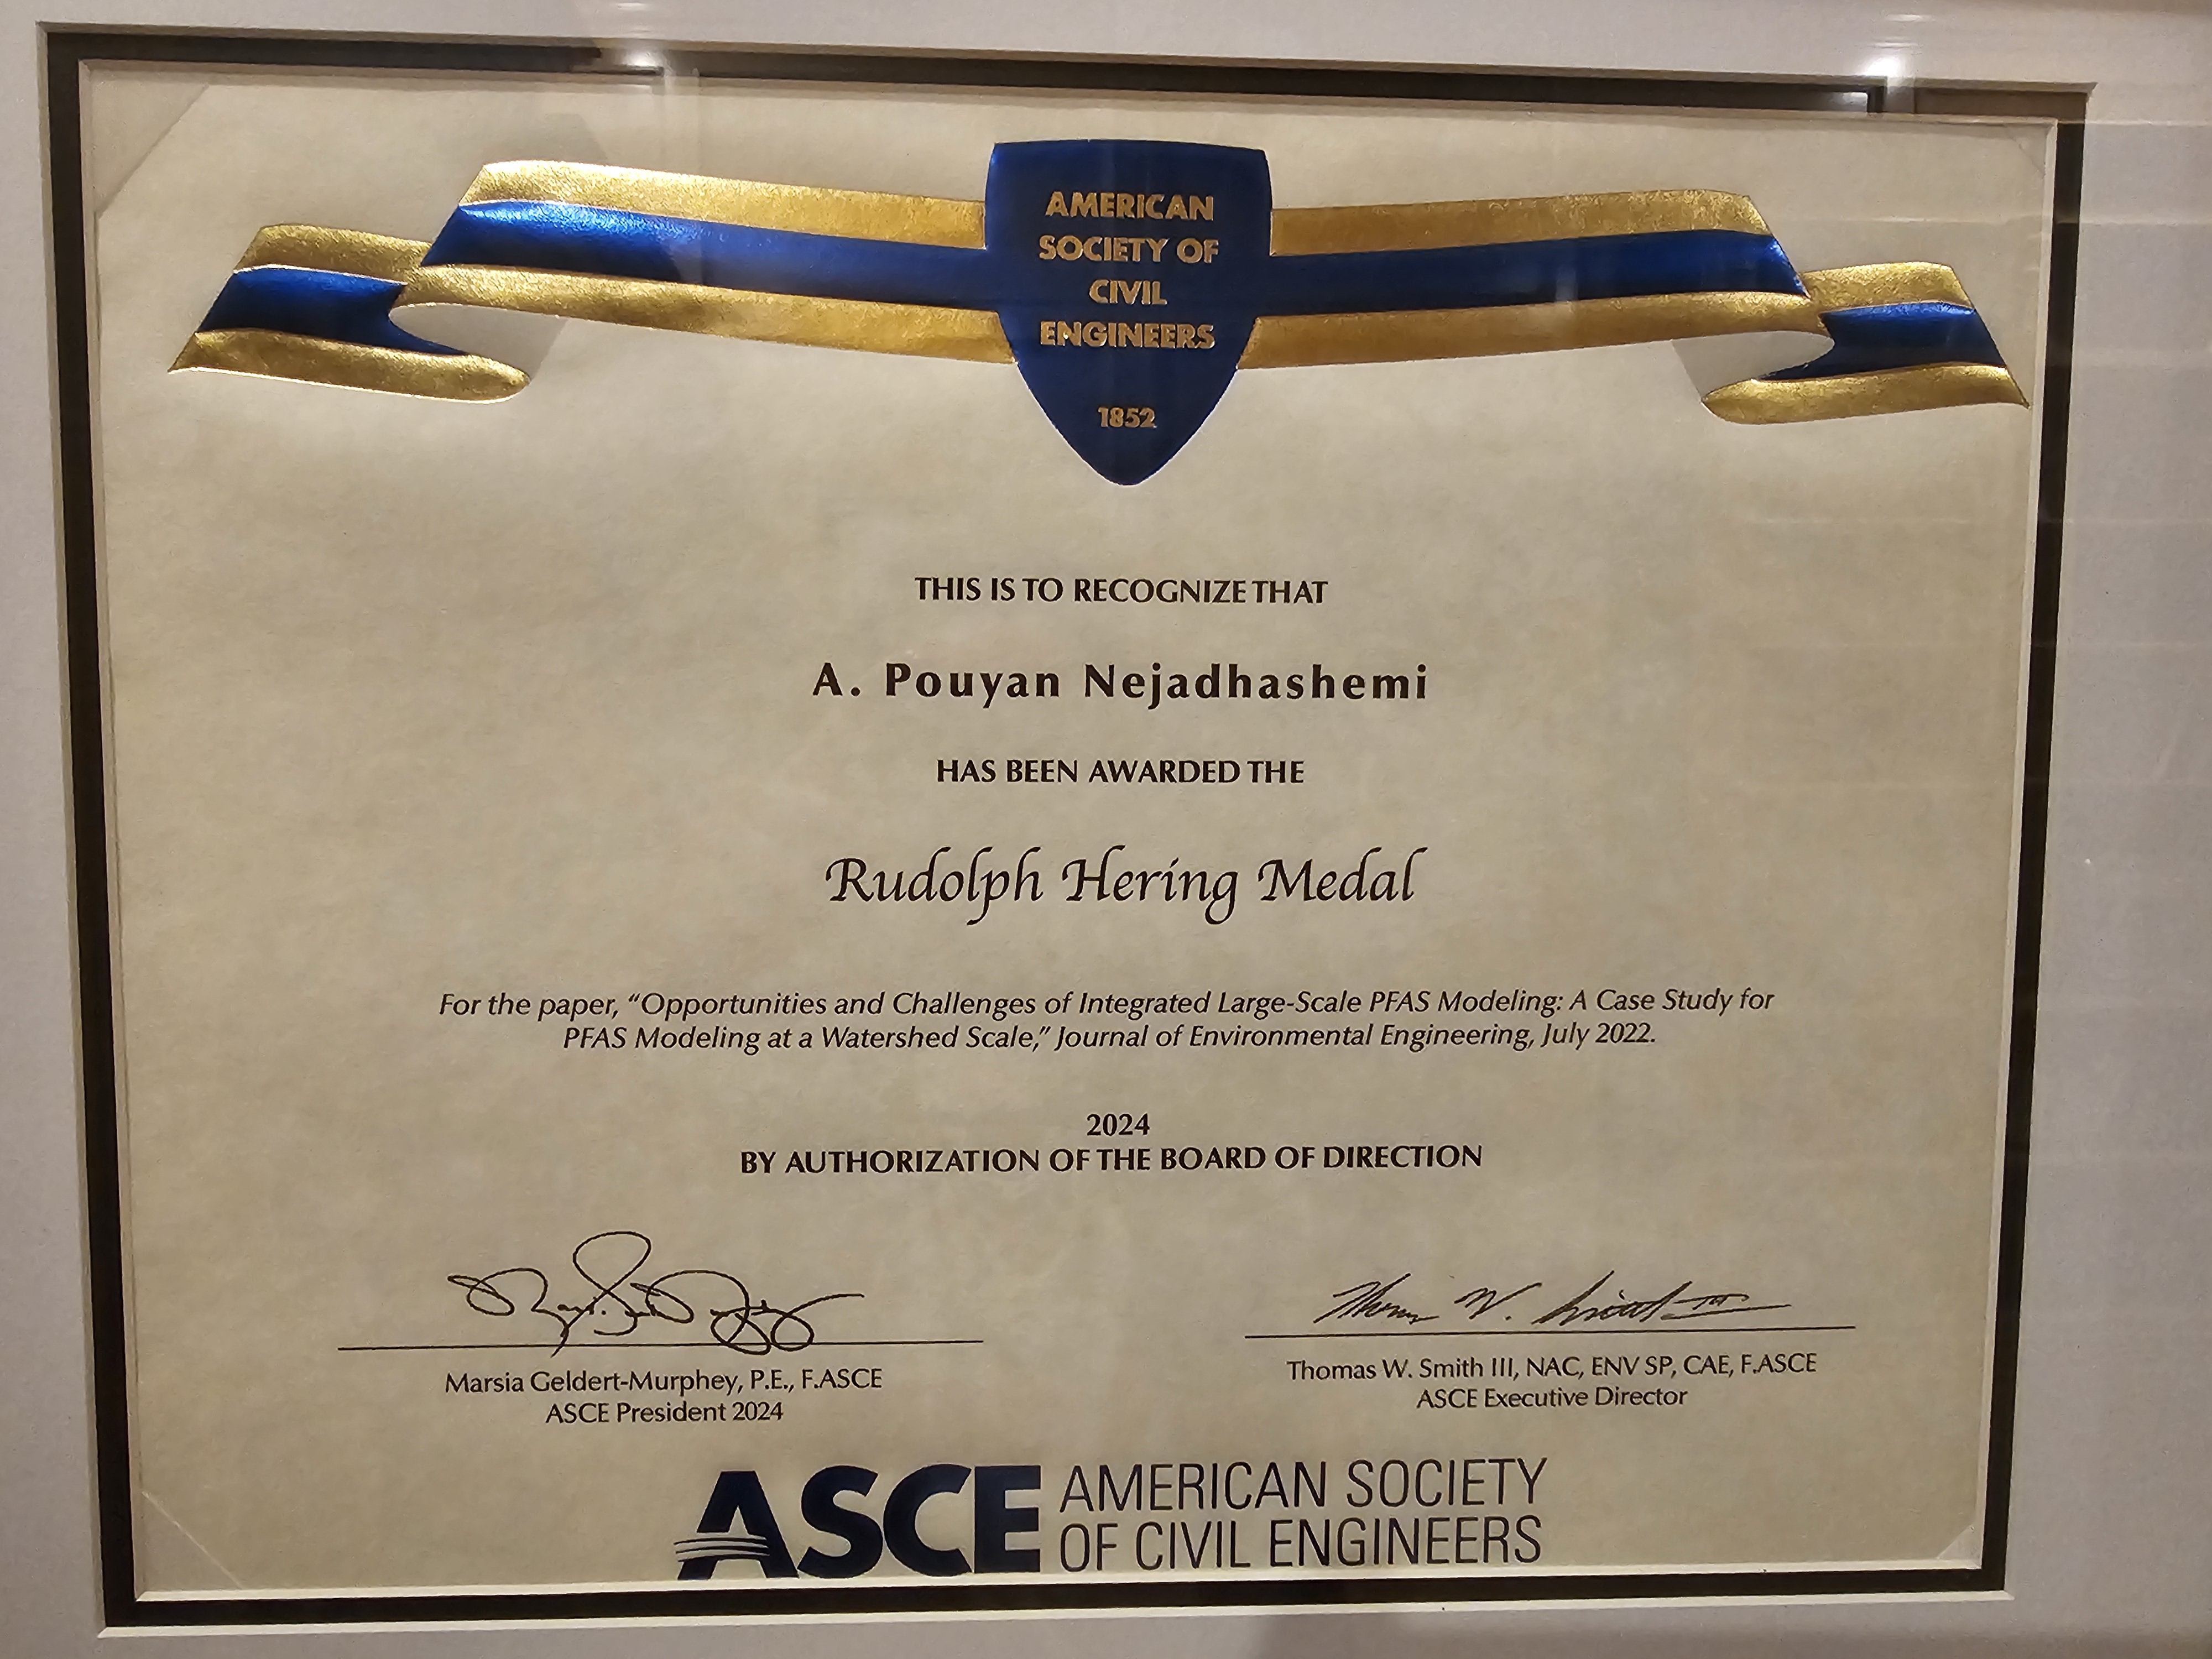 AMERICAN
SOCIETY OF
CIVIL
ENGINEERS
1852
THIS IS TO RECOGNIZE THAT
A. Pouyan Nejadhashemi
HAS BEEN AWARDED THE
Rudolph Hering Medal
For the paper, “Opportunities and Challenges of Integrated Large-Scale PFAS Modeling: A Case Study for
PFAS Modeling at a Watershed Scale,” Journal of Environmental Engineering, July 2022.
2024
BY AUTHORIZATION OF THE BOARD OF DIRECTION
Thomas W. Smith III
Marsia Geldert-Murphey, P.E., F.ASCE
ASCE President 2024
Thomas W. Smith III, NAC, ENV SP, CAE, F.ASCE
ASCE Executive Director
ASCE AMERICAN SOCIETY
OF CIVIL ENGINEERS